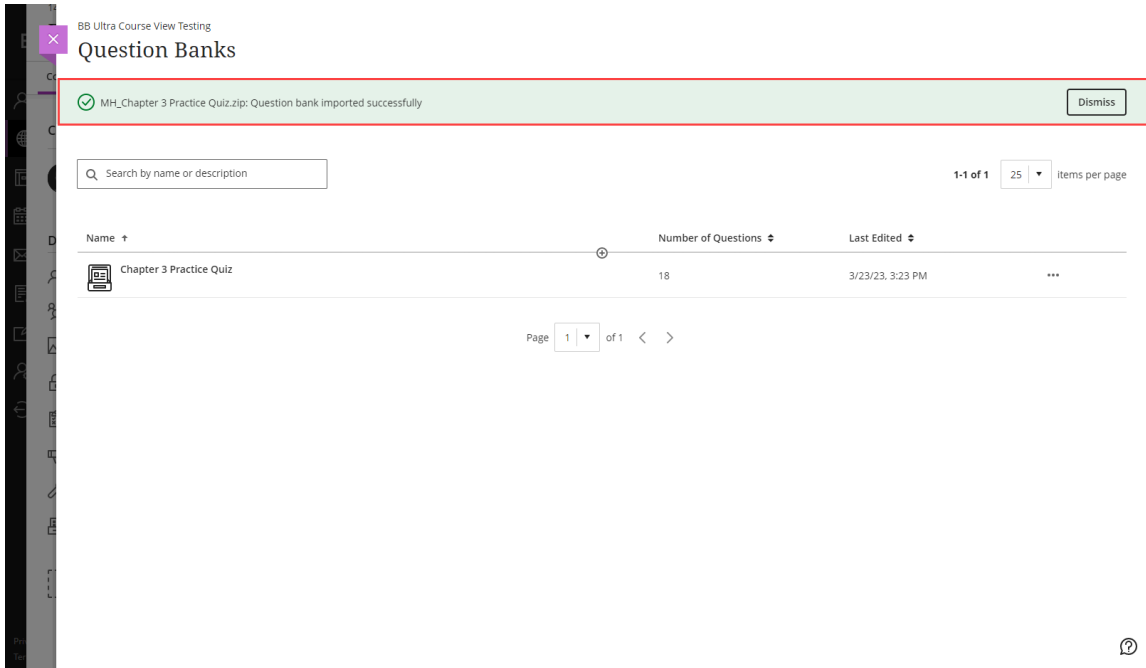 BB Ultra Course View Testing
Question Banks
MH_Chapter 3 Practice Quiz.zip: Question bank imported successfully
Dismiss
Search by name or description
1-1 of 1 25 items per page
Name Number of Questions Last Edited
Chapter 3 Practice Quiz 18 3/23/23, 3:23 PM
Page 1 of 1